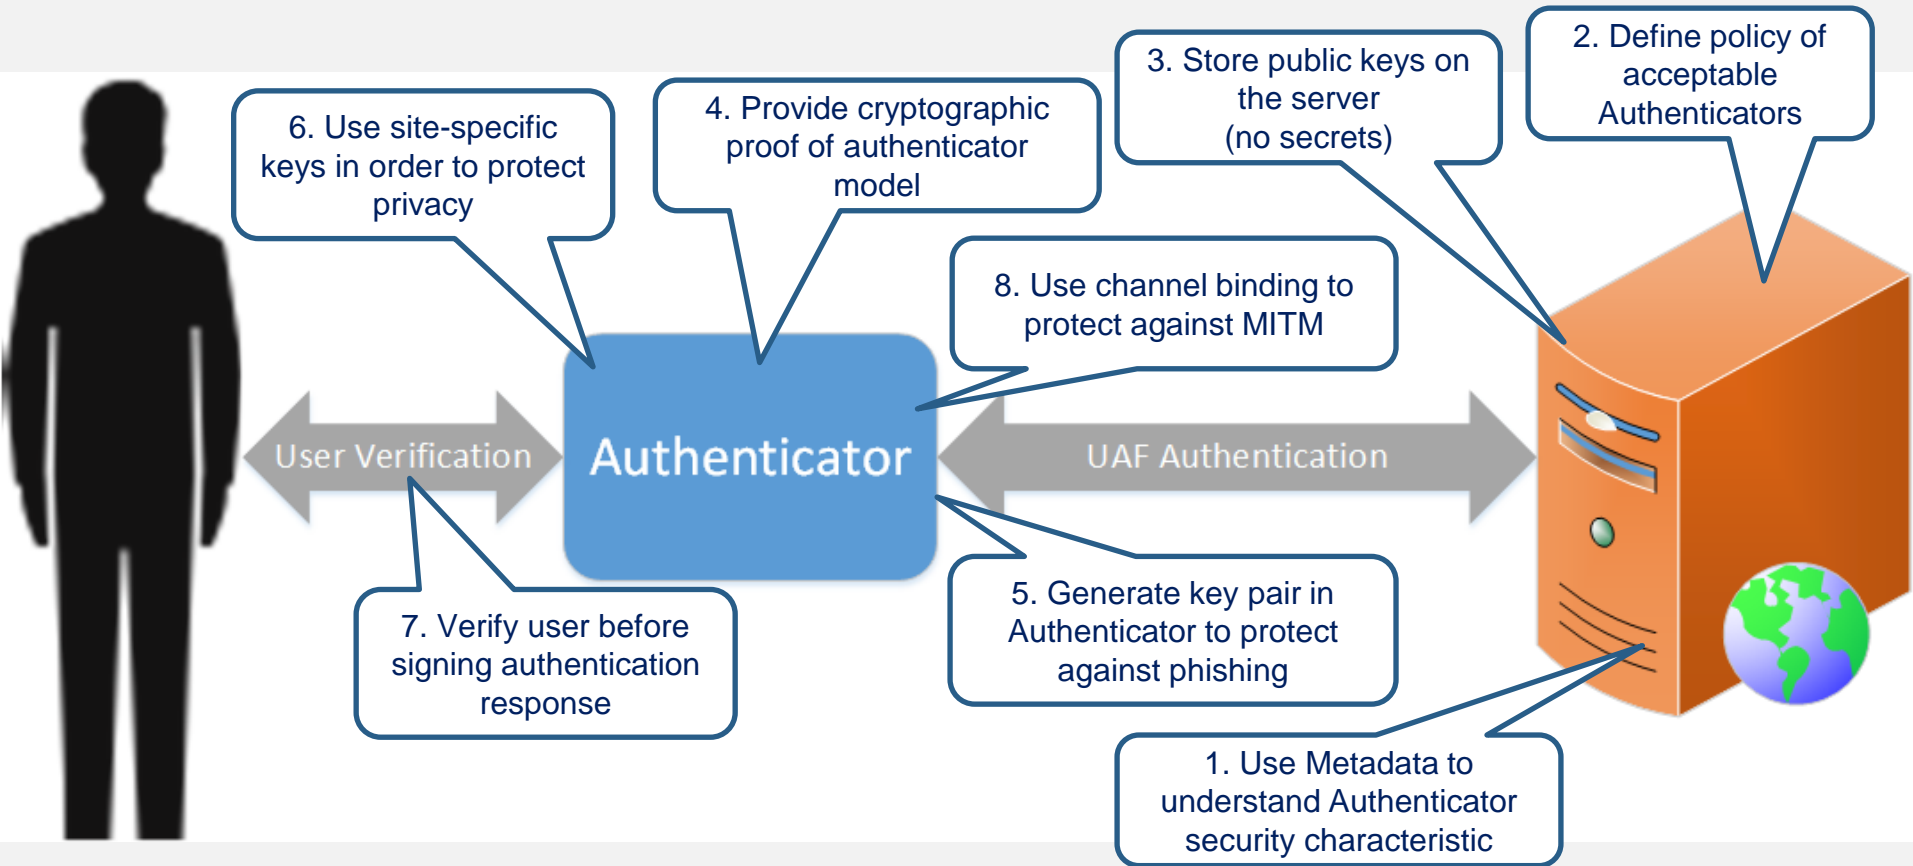 2. Define policy of
acceptable
Authenticators
3. Store public keys on
the server
(no secrets)
4. Provide cryptographic
proof of authenticator
model
6. Use site-specific
keys in order to protect
privacy
8. Use channel binding to
protect against MITM
User Verification
Authenticator
UAF Authentication
5. Generate key pair in
Authenticator to protect
against phishing
7. Verify user before
signing authentication
response
1. Use Metadata to
understand Authenticator
security characteristic